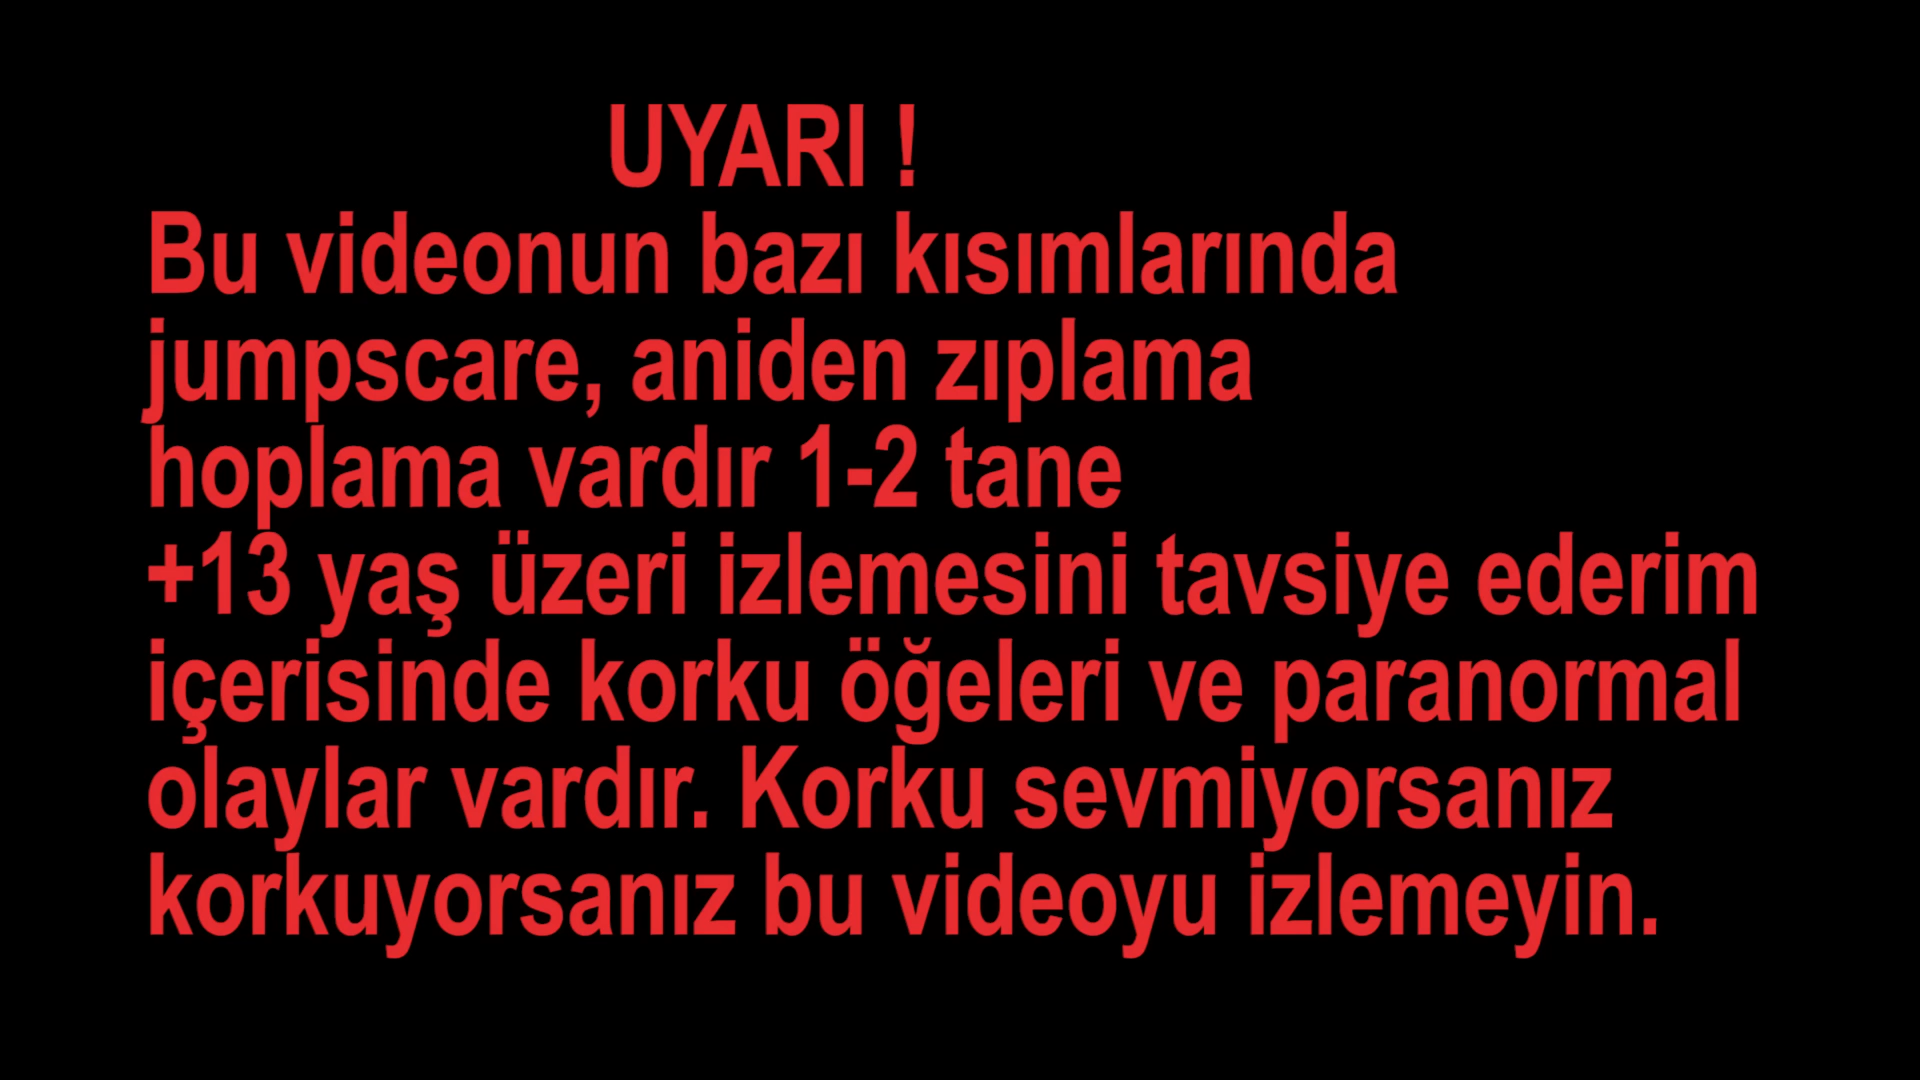 UYARI !
Bu videonun bazı kısımlarında
jumpscare, aniden zıplama
hoplama vardır 1-2 tane
+13 yaş üzeri izlemesini tavsiye ederim
içerisinde korku öğeleri ve paranormal
olaylar vardır. Korku sevmiyorsanız
korkuyorsanız bu videoyu izlemeyin.